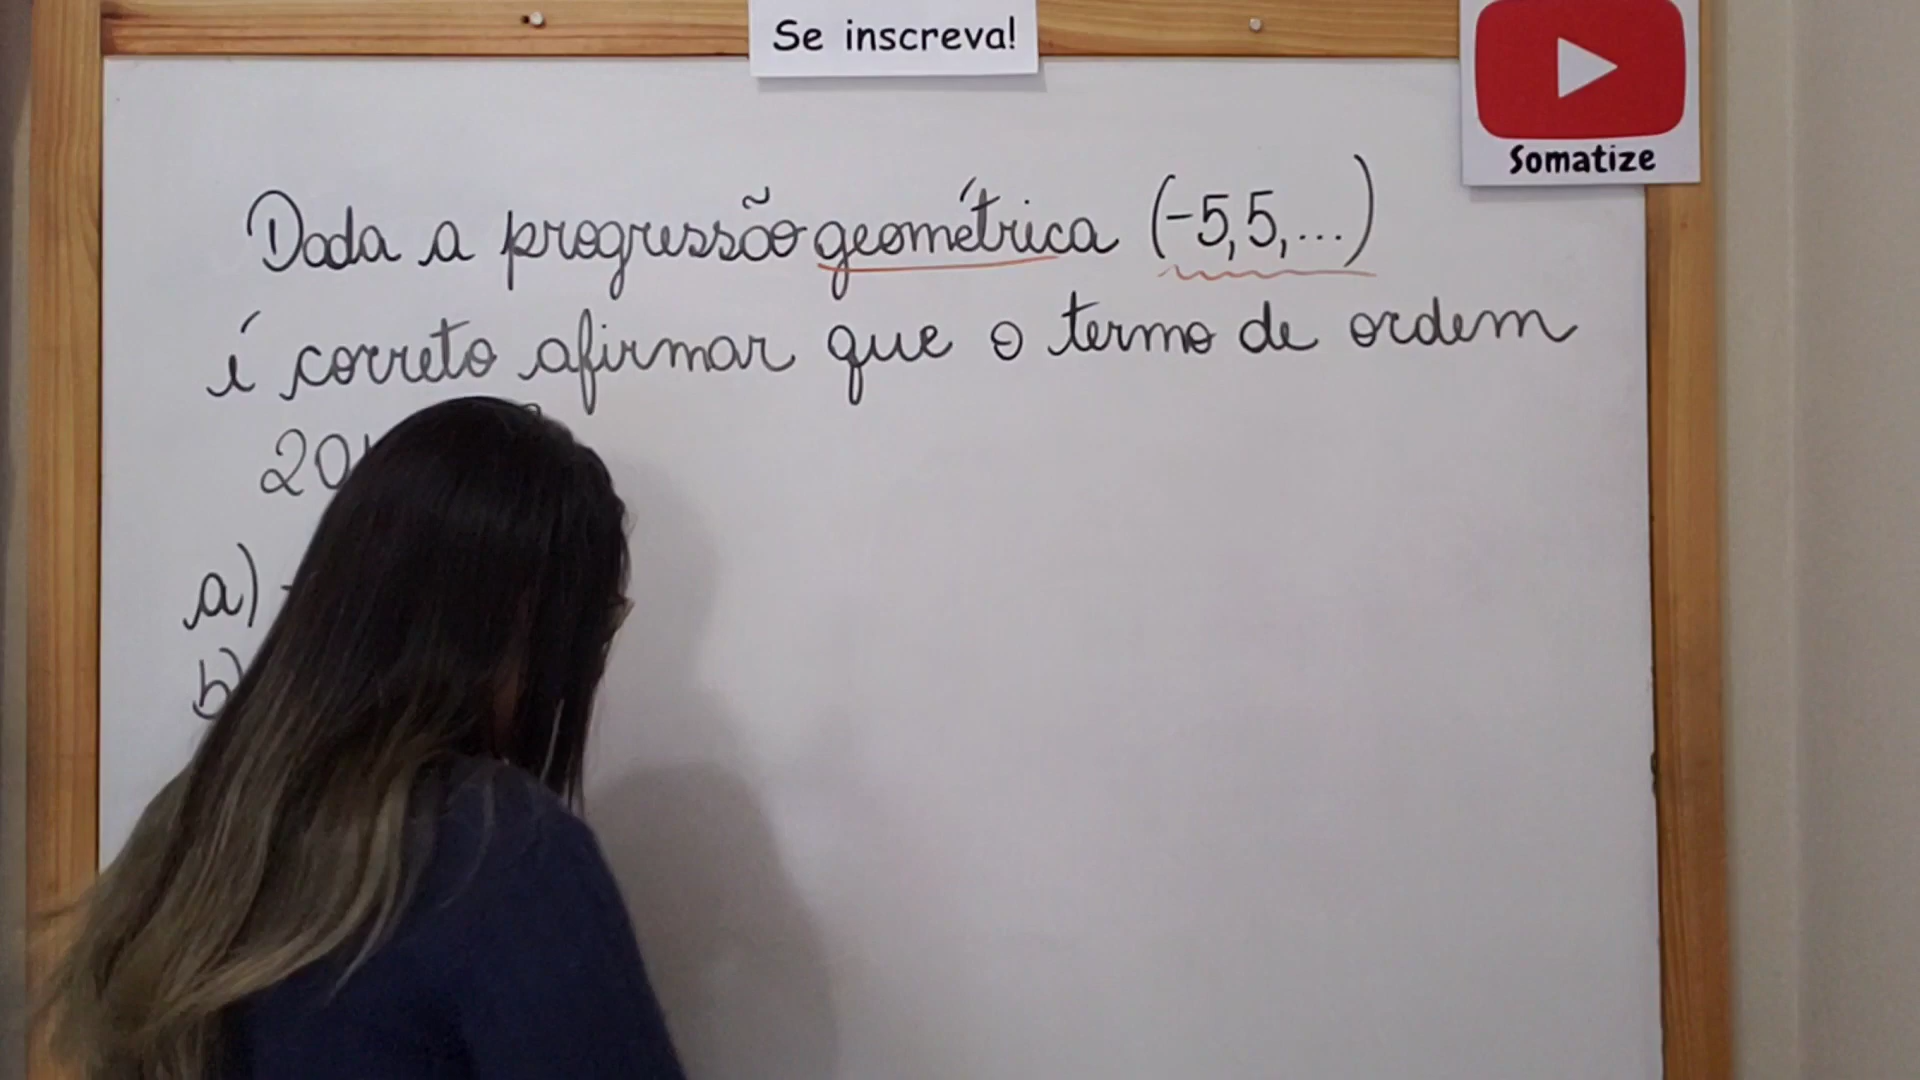 Se inscreva!
Somatize
Dada a progressão geométrica (-5,5,...)
é correto afirmar que o termo de ordem
20
a) -
b)